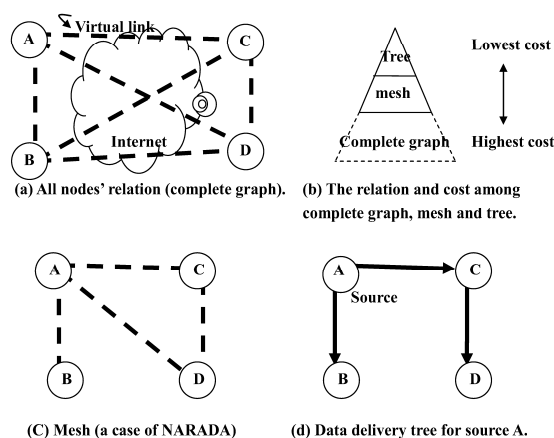 Virtual link
A
C
Internet
B
D
(a) All nodes' relation (complete graph).
Tree
mesh
Complete graph
Lowest cost
Highest cost
(b) The relation and cost among
complete graph, mesh and tree.
A
C
B
D
(C) Mesh (a case of NARADA)
A
C
Source
B
D
(d) Data delivery tree for source A.